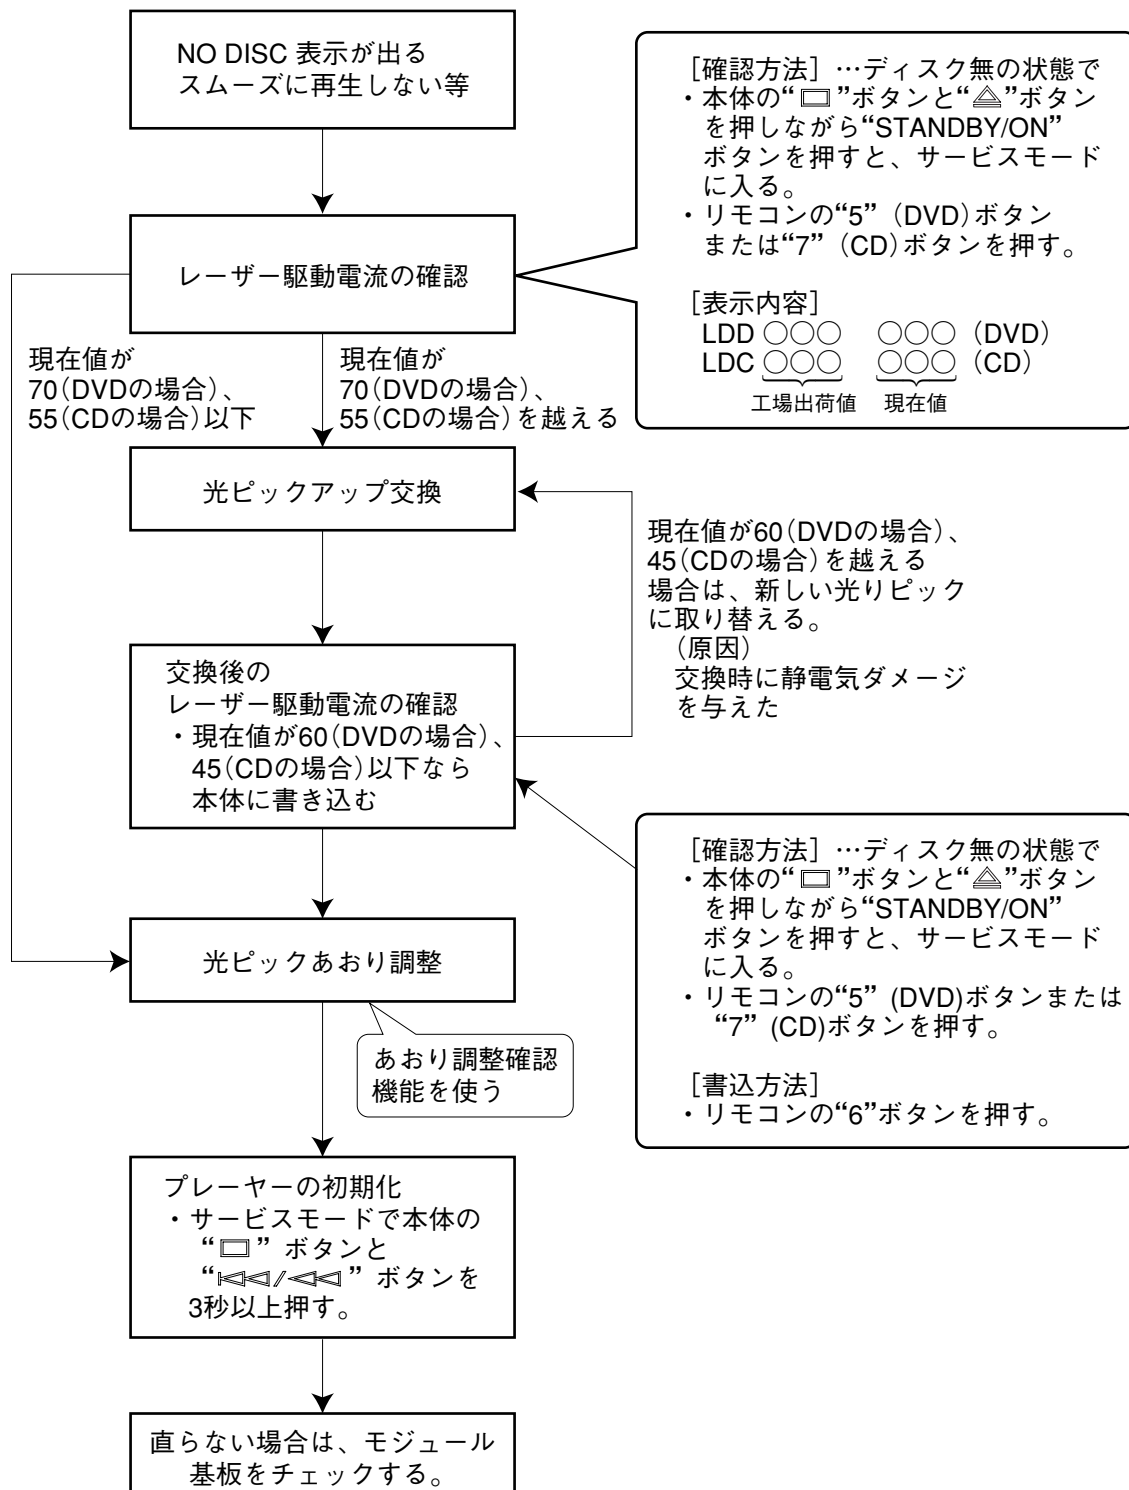 NO DISC 表示が出る
スムーズに再生しない等
レーザー駆動電流の確認
［確認方法］…ディスク無の状態で
・本体の“□”ボタンと“△”ボタン
を押しながら“STANDBY/ON”
ボタンを押すと、サービスモード
に入る。
・リモコンの“5”（DVD）ボタン
または“7”（CD）ボタンを押す。
［表示内容］
LDD ○○○ ○○○（DVD）
LDC ○○○ ○○○（CD）
工場出荷値 現在値
現在値が
70（DVDの場合）、
55（CDの場合）以下
現在値が
70（DVDの場合）、
55（CDの場合）を越える
光ピックアップ交換
現在値が60（DVDの場合）、
45（CDの場合）を越える
場合は、新しい光りピック
に取り替える。
（原因）
交換時に静電気ダメージ
を与えた
交換後の
レーザー駆動電流の確認
・現在値が60（DVDの場合）、
45（CDの場合）以下なら
本体に書き込む
［確認方法］…ディスク無の状態で
・本体の“□”ボタンと“△”ボタン
を押しながら“STANDBY/ON”
ボタンを押すと、サービスモード
に入る。
・リモコンの“5” (DVD)ボタンまたは
“7” (CD)ボタンを押す。
［書込方法］
・リモコンの“6”ボタンを押す。
光ピックあおり調整
あおり調整確認
機能を使う
プレーヤーの初期化
・サービスモードで本体の
“□” ボタンと
“|◁◁/◁◁” ボタンを
3秒以上押す。
直らない場合は、モジュール
基板をチェックする。